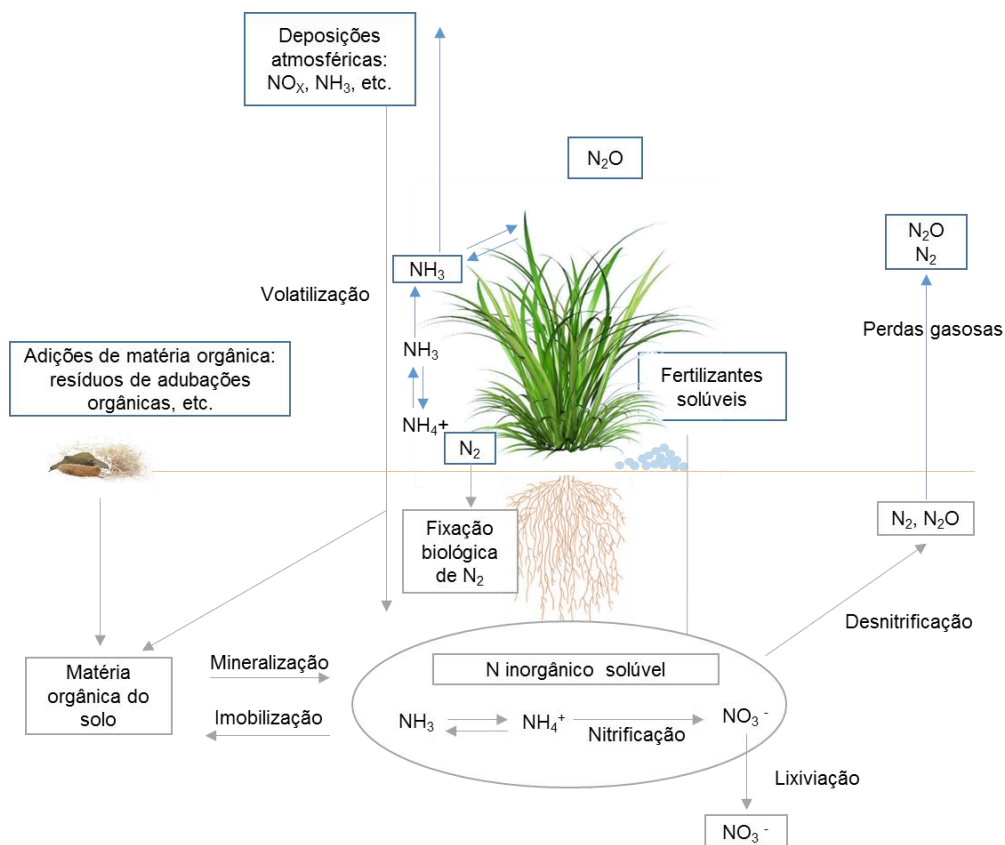 Deposições
atmosféricas:
NOₓ, NH₃, etc.
N₂O
N₂O
N₂
NH₃
Volatilização
Perdas gasosas
Adições de matéria orgânica:
resíduos de adubações
orgânicas, etc.
NH₃
Fertilizantes
solúveis
NH₄+
N₂
N₂, N₂O
Fixação
biológica
de N₂
Desnitrificação
Matéria
orgânica do
solo
Mineralização
Imobilização
N inorgânico solúvel
NH₃
NH₄⁺
Nitrificação
NO₃⁻
Lixiviação
NO₃⁻